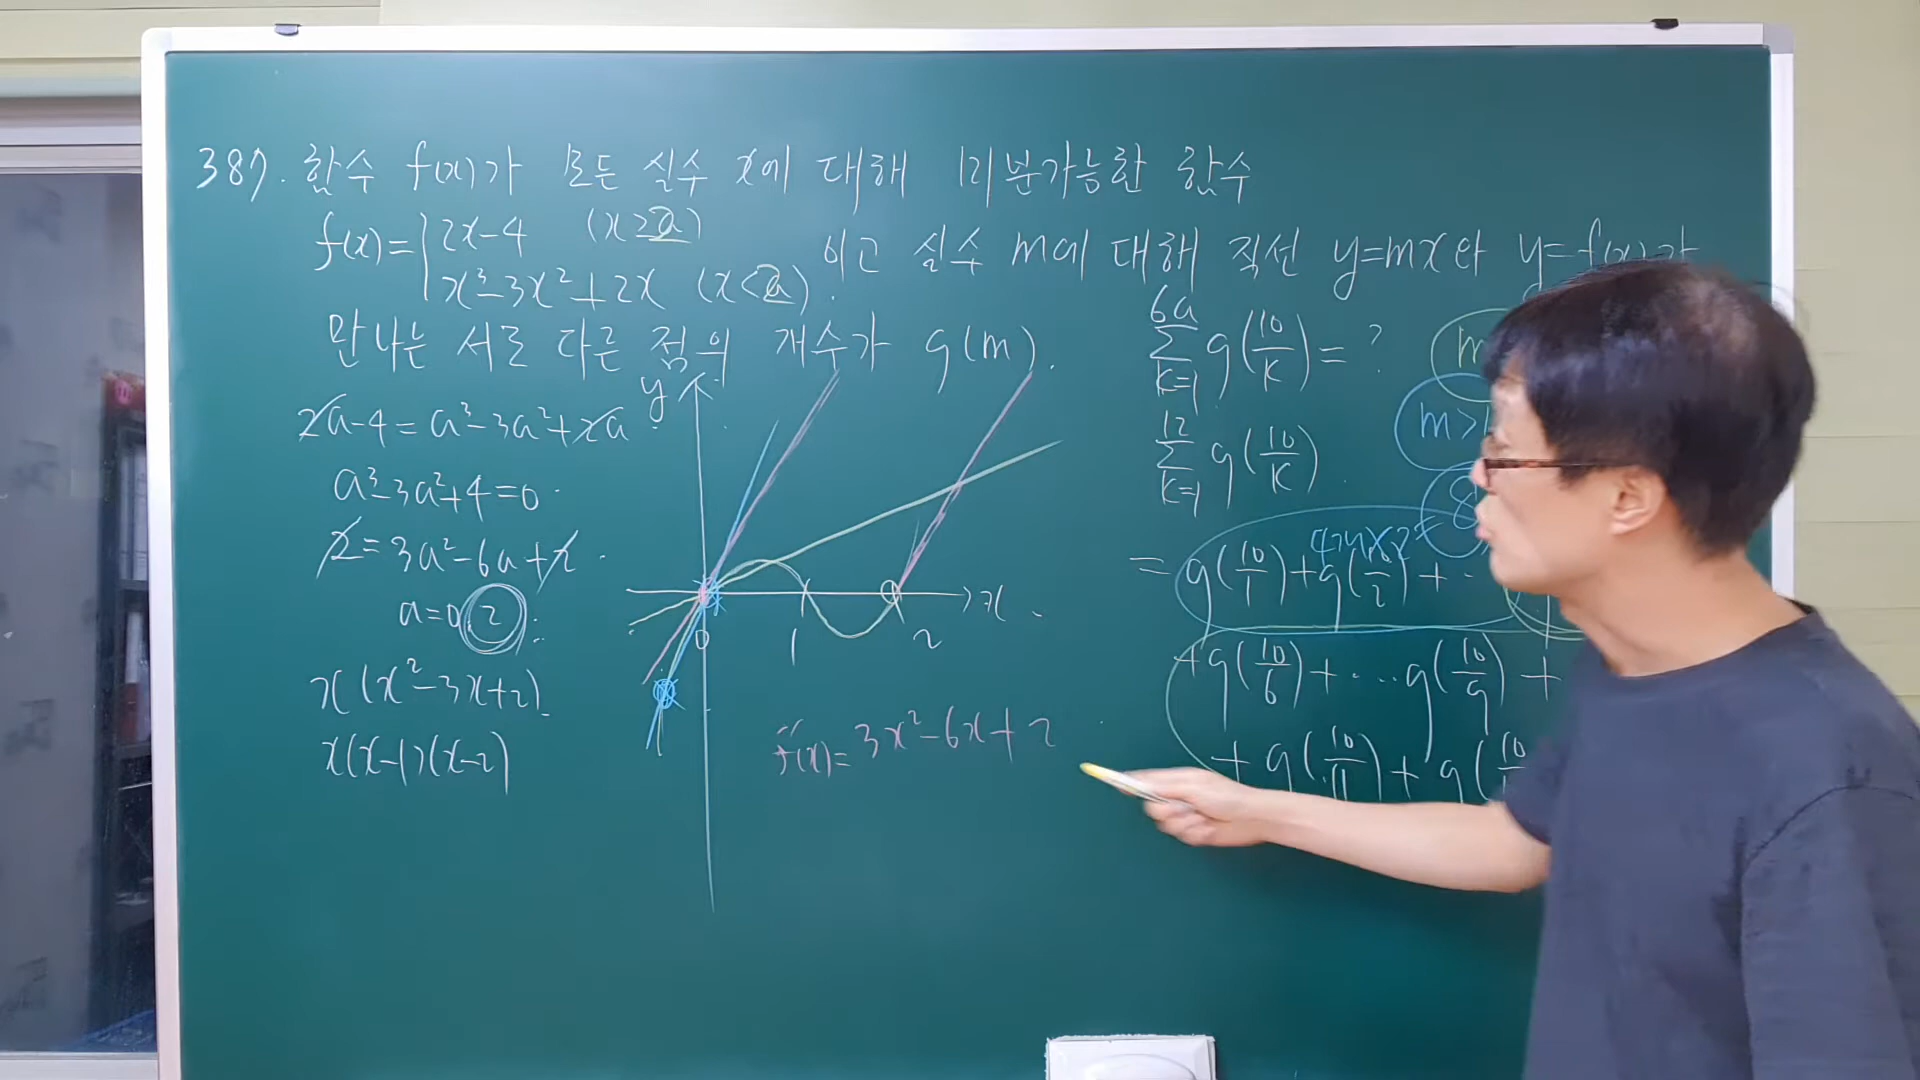 387. 함수 f(x)가 모든 실수 x에 대해 미분가능한 함수
f(x)={2x-4 (x≥a)
x³-3x²+2x (x<a).
이고 실수 m에 대해 직선 y=mx와 y=f(x)가
만나는 서로 다른 점의 개수가 g(m).
6a
Σ g(10/k)=?
k=1
2a-4=a³-3a²+2a
a³-3a²+4=0
2=3a²-6a+2
a=0, 2
x(x²-3x+2)
x(x-1)(x-2)
y
x
0 1 2
f'(x)=3x²-6x+2
12
Σ g(10/k)
k=1
=g(10/1)+g(10/2)+
+g(10/6)+...g(10/9)+
+g(10/11)+g(10
m>
8